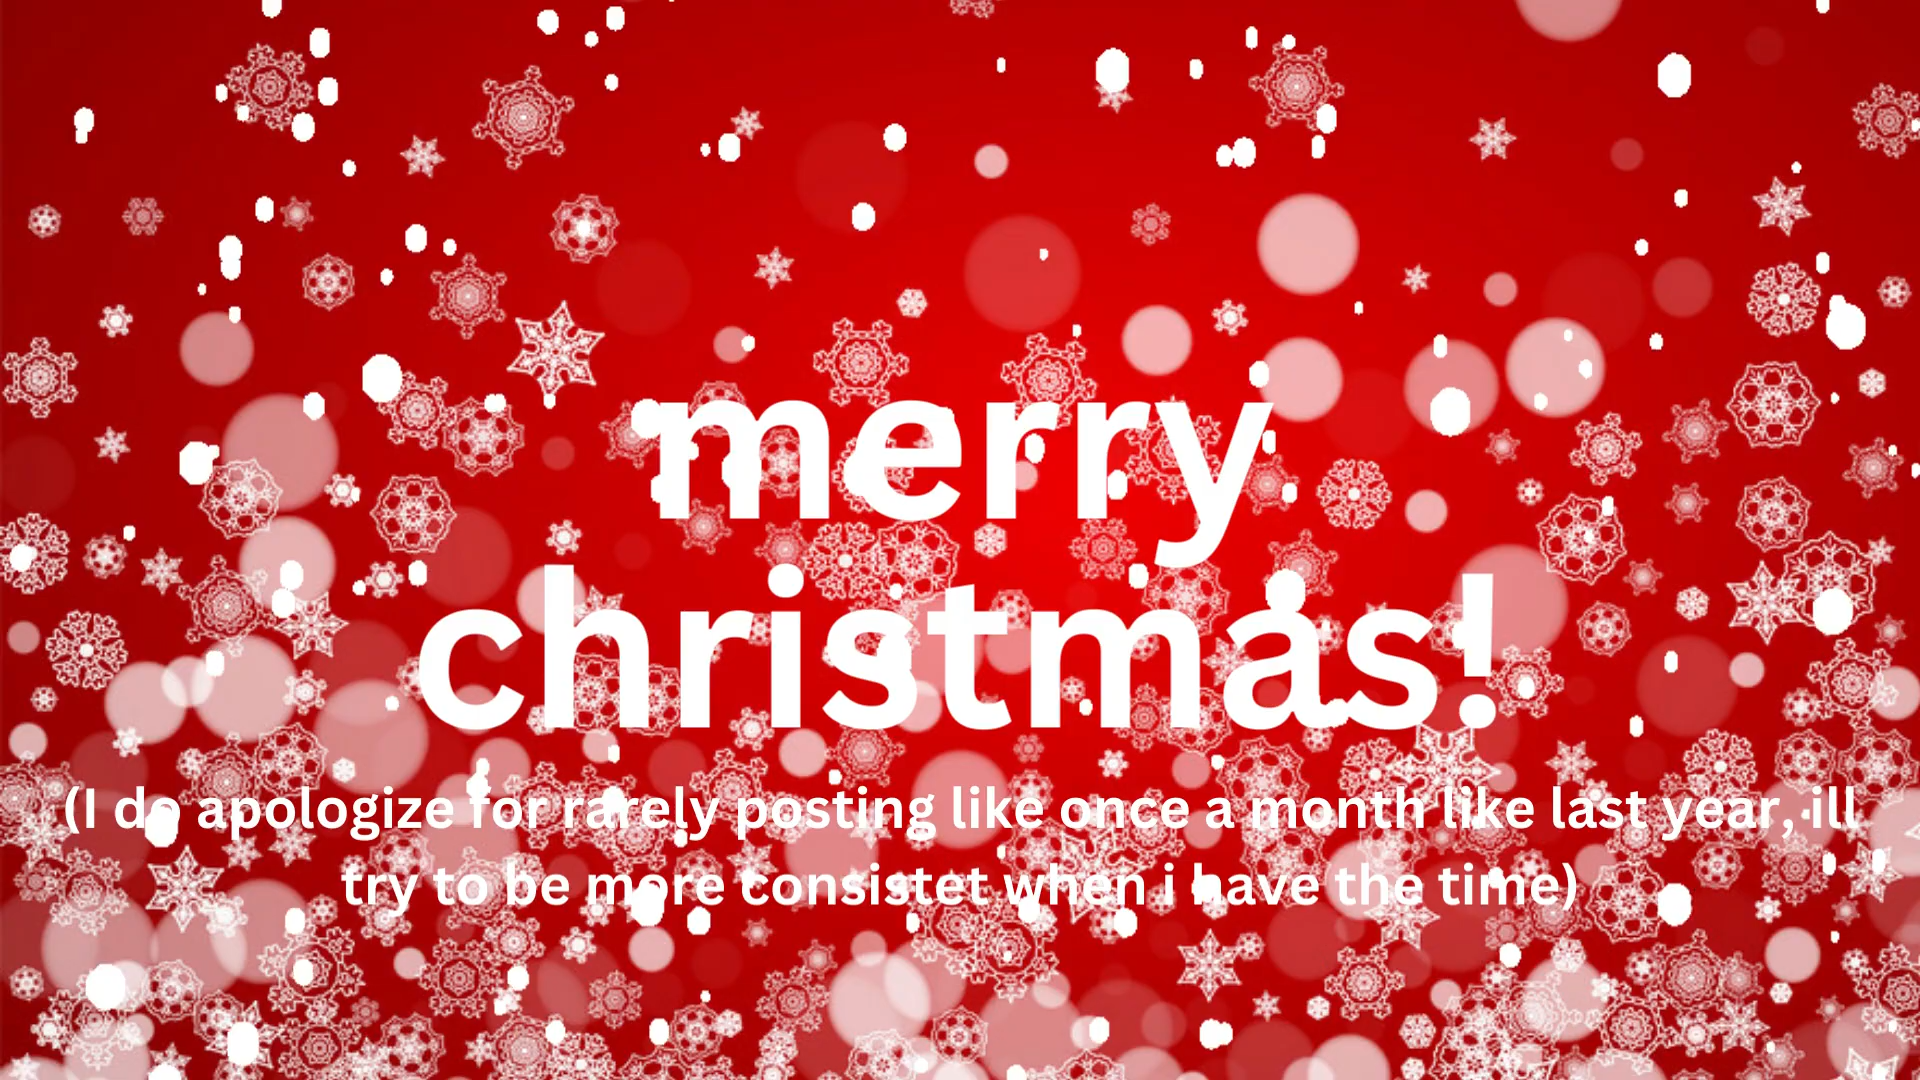 merry
christmas!
(I do apologize for rarely posting like once a month like last year, ill
try to be more consistet when i have the time)